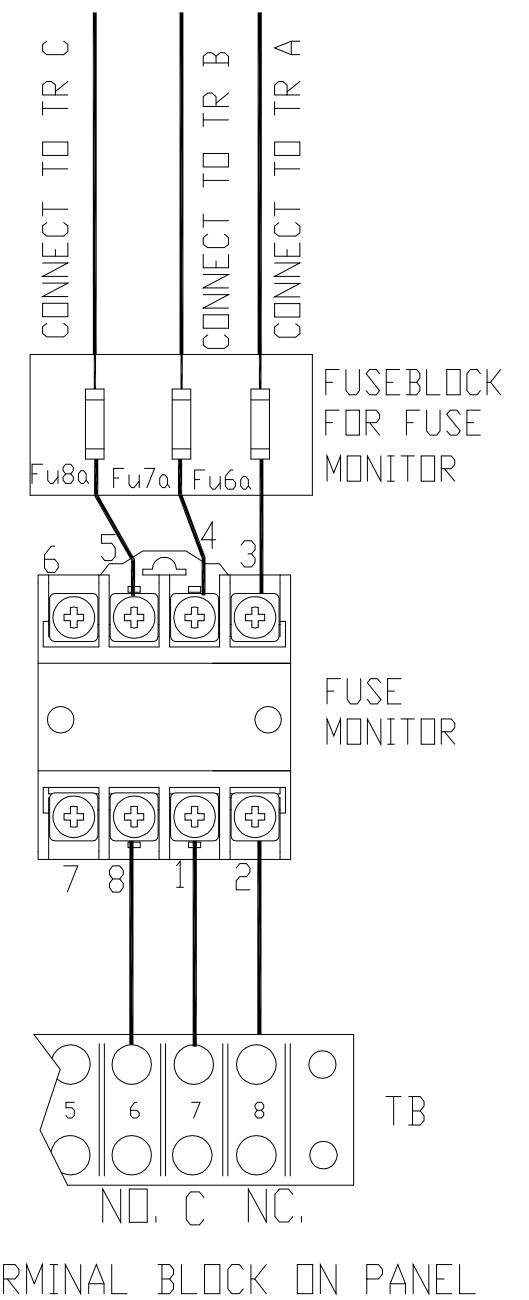 CONNECT TO TR C
CONNECT TO TR B
CONNECT TO TR A
FUSEBLOCK
FOR FUSE
MONITOR
Fu8a Fu7a Fu6a
6 5 4 3
FUSE
MONITOR
7 8 1 2
5 6 7 8
TB
NO. C NC.
RMINAL BLOCK ON PANEL